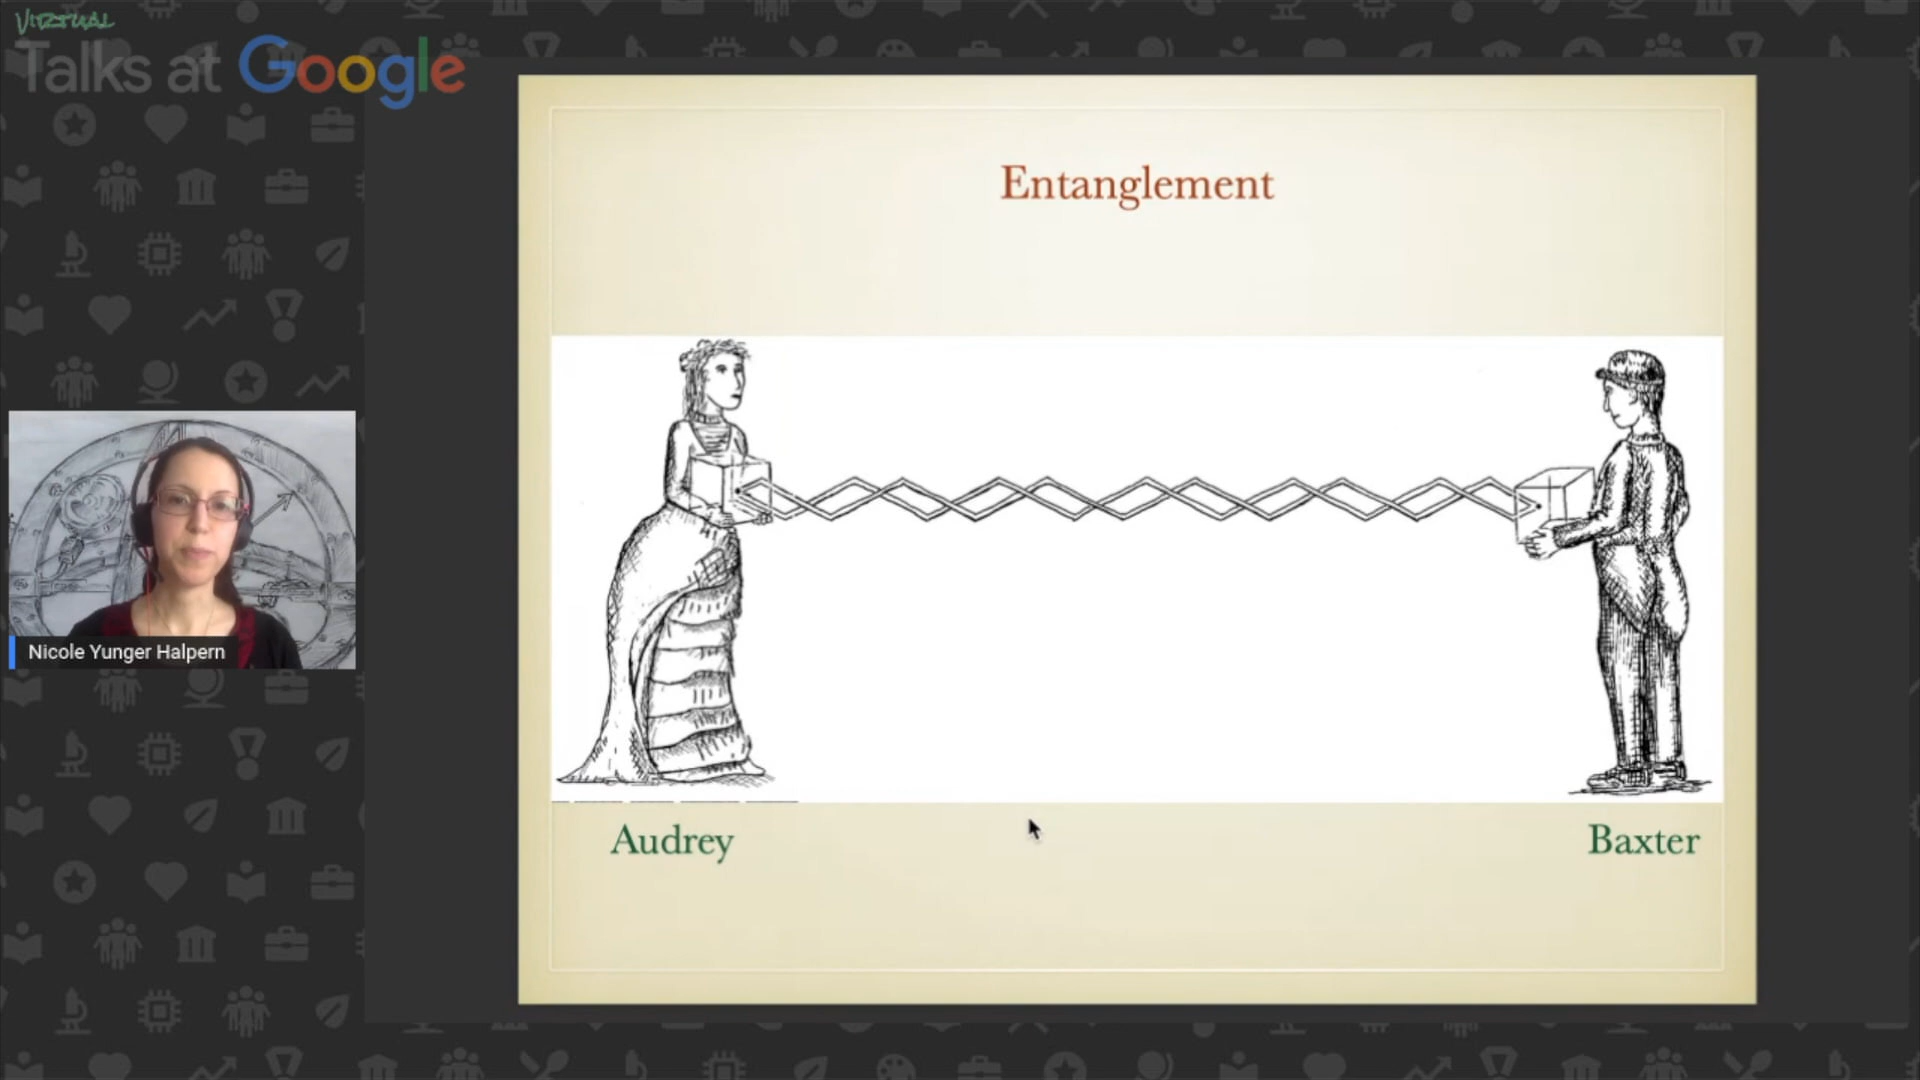 VIRTUAL
Talks at Google
Entanglement
Nicole Yunger Halpern
Audrey
Baxter